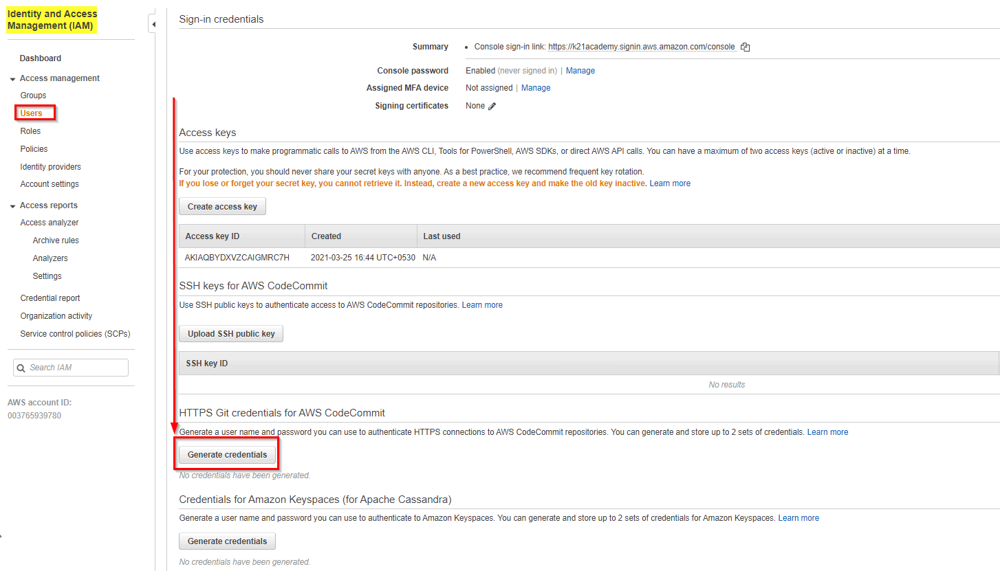 Identity and Access
Management (IAM)
Dashboard
Access management
Groups
Users
Roles
Policies
Identity providers
Account settings
Access reports
Access analyzer
Archive rules
Analyzers
Settings
Credential report
Organization activity
Service control policies (SCPs)
Search IAM
AWS account ID:
003765939780
Sign-in credentials
Summary
• Console sign-in link: https://k21academy.signin.aws.amazon.com/console
Console password Enabled (never signed in) | Manage
Assigned MFA device Not assigned | Manage
Signing certificates None
Access keys
Use access keys to make programmatic calls to AWS from the AWS CLI, Tools for PowerShell, AWS SDKs, or direct AWS API calls. You can have a maximum of two access keys (active or inactive) at a time.
For your protection, you should never share your secret keys with anyone. As a best practice, we recommend frequent key rotation.
If you lose or forget your secret key, you cannot retrieve it. Instead, create a new access key and make the old key inactive. Learn more
Create access key
Access key ID Created Last used
AKIAQBYDXVZCAIGMRC7H 2021-03-25 16:44 UTC+0530 N/A
SSH keys for AWS CodeCommit
Use SSH public keys to authenticate access to AWS CodeCommit repositories. Learn more
Upload SSH public key
SSH key ID
No results
HTTPS Git credentials for AWS CodeCommit
Generate a user name and password you can use to authenticate HTTPS connections to AWS CodeCommit repositories. You can generate and store up to 2 sets of credentials. Learn more
Generate credentials
No credentials have been generated.
Credentials for Amazon Keyspaces (for Apache Cassandra)
Generate a user name and password you can use to authenticate to Amazon Keyspaces. You can generate and store up to 2 sets of credentials for Amazon Keyspaces. Learn more
Generate credentials
No credentials have been generated.